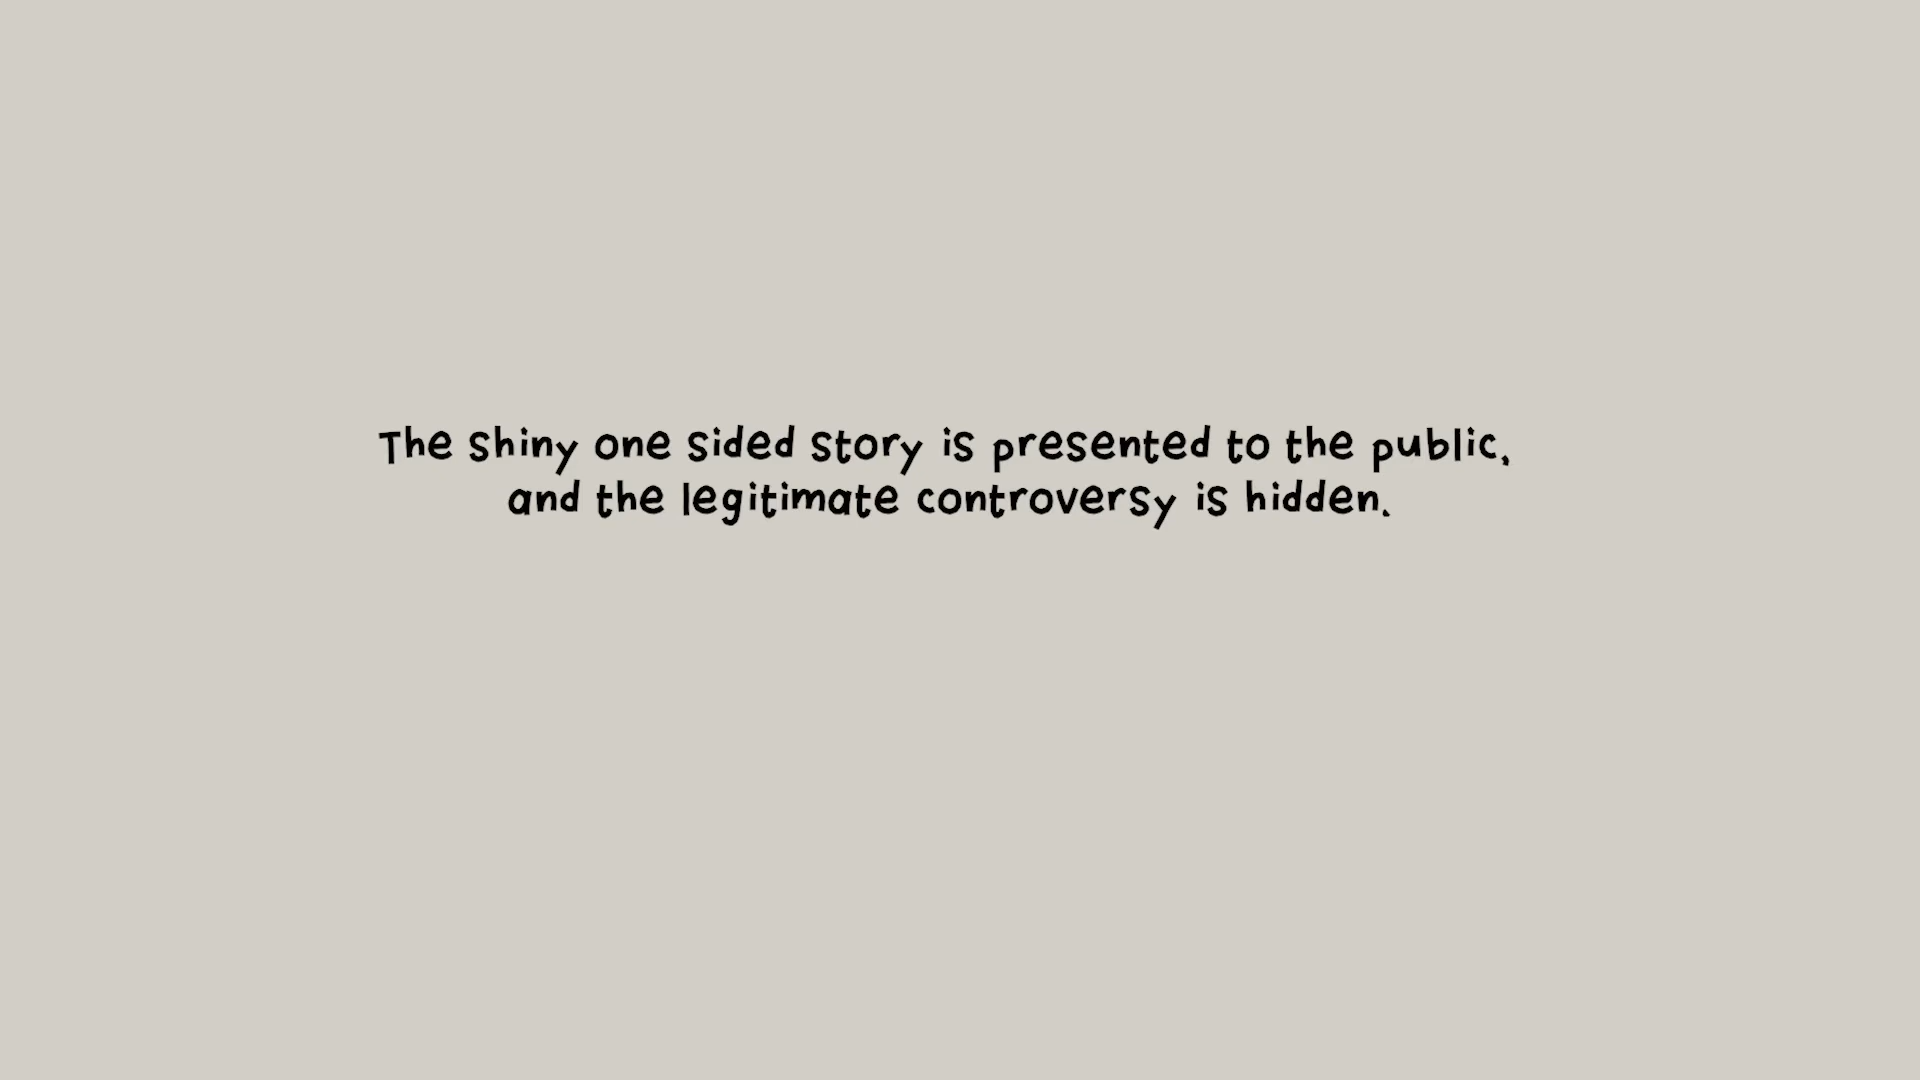 The shiny one sided story is presented to the public,
and the legitimate controversy is hidden.